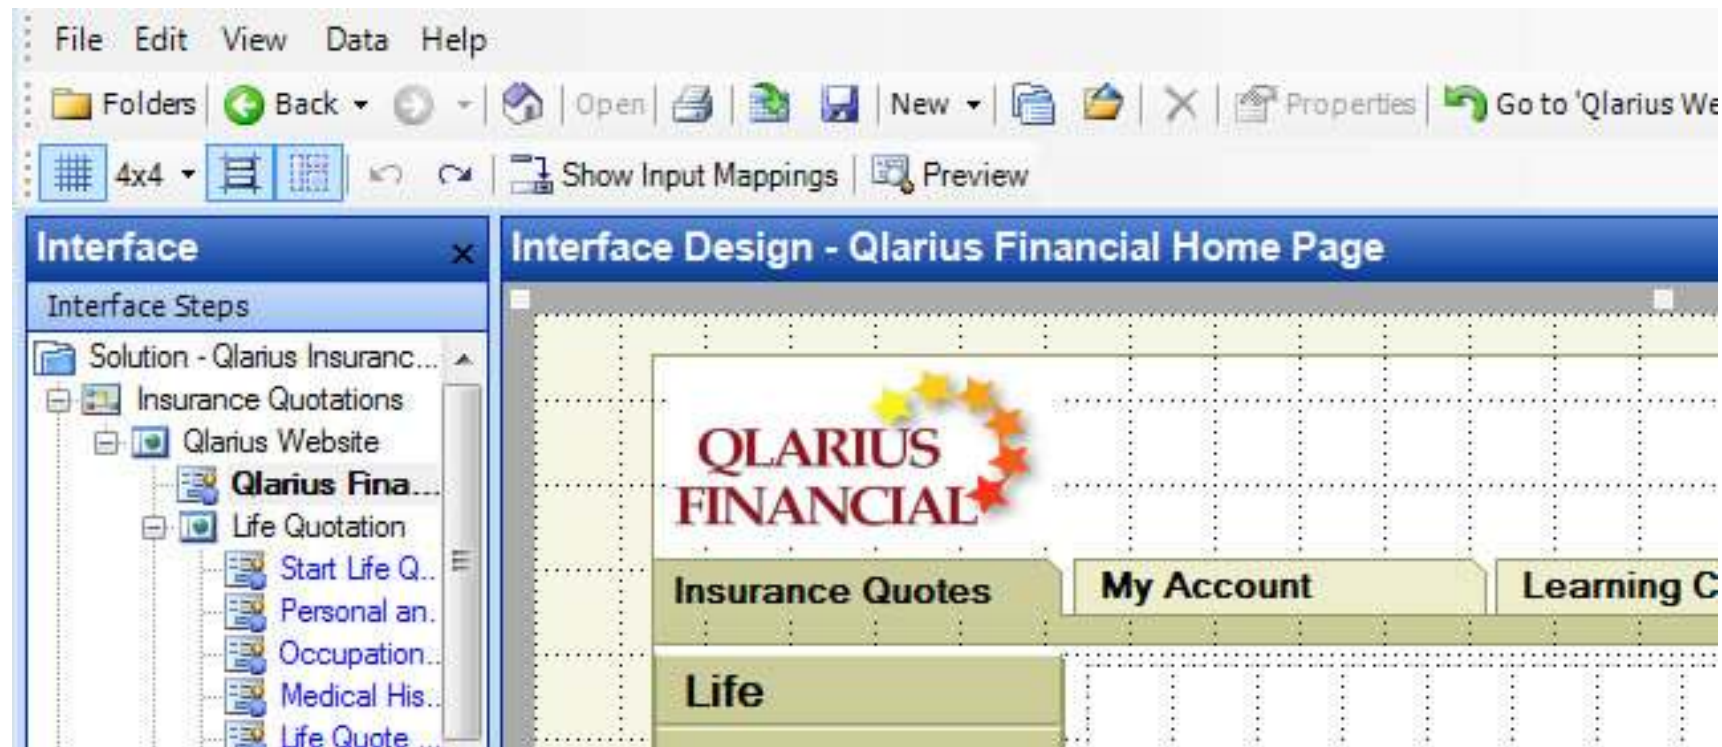 File Edit View Data Help
Folders Back Open New Properties Go to 'Qlarius We
4x4 Show Input Mappings Preview
Interface
Interface Steps
Solution - Qlarius Insuranc...
Insurance Quotations
Qlarius Website
Qlarius Fina...
Life Quotation
Start Life Q..
Personal an.
Occupation..
Medical His..
Life Quote ...
Interface Design - Qlarius Financial Home Page
QLARIUS
FINANCIAL
Insurance Quotes My Account Learning C
Life